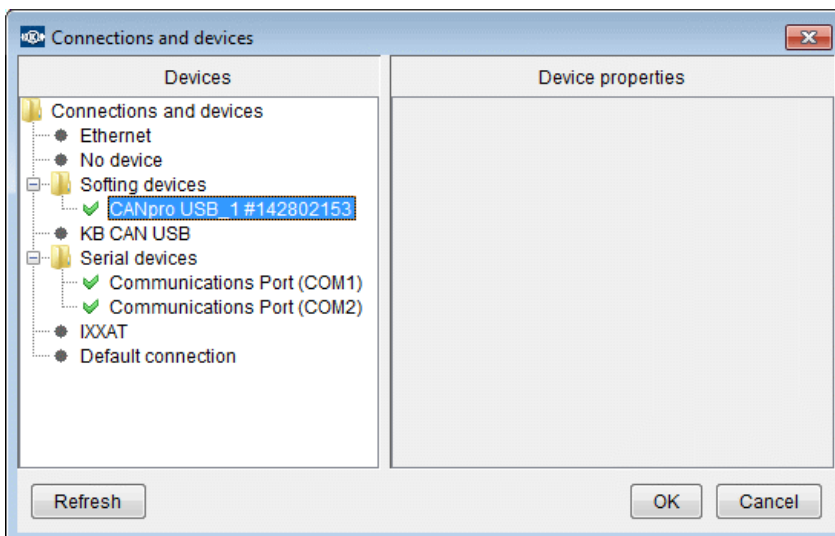 Connections and devices
Devices
Device properties
Connections and devices
Ethernet
No device
Softing devices
CANpro USB_1 #142802153
KB CAN USB
Serial devices
Communications Port (COM1)
Communications Port (COM2)
IXXAT
Default connection
Refresh
OK
Cancel